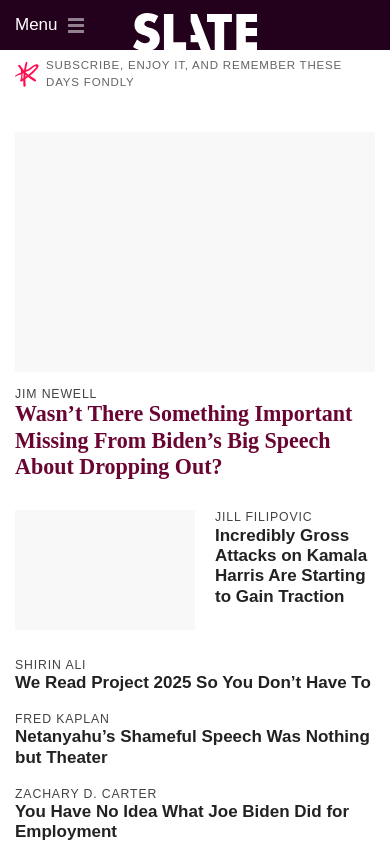 Menu
SLATE
SUBSCRIBE, ENJOY IT, AND REMEMBER THESE
DAYS FONDLY
JIM NEWELL
Wasn’t There Something Important
Missing From Biden’s Big Speech
About Dropping Out?
JILL FILIPOVIC
Incredibly Gross
Attacks on Kamala
Harris Are Starting
to Gain Traction
SHIRIN ALI
We Read Project 2025 So You Don’t Have To
FRED KAPLAN
Netanyahu’s Shameful Speech Was Nothing
but Theater
ZACHARY D. CARTER
You Have No Idea What Joe Biden Did for
Employment